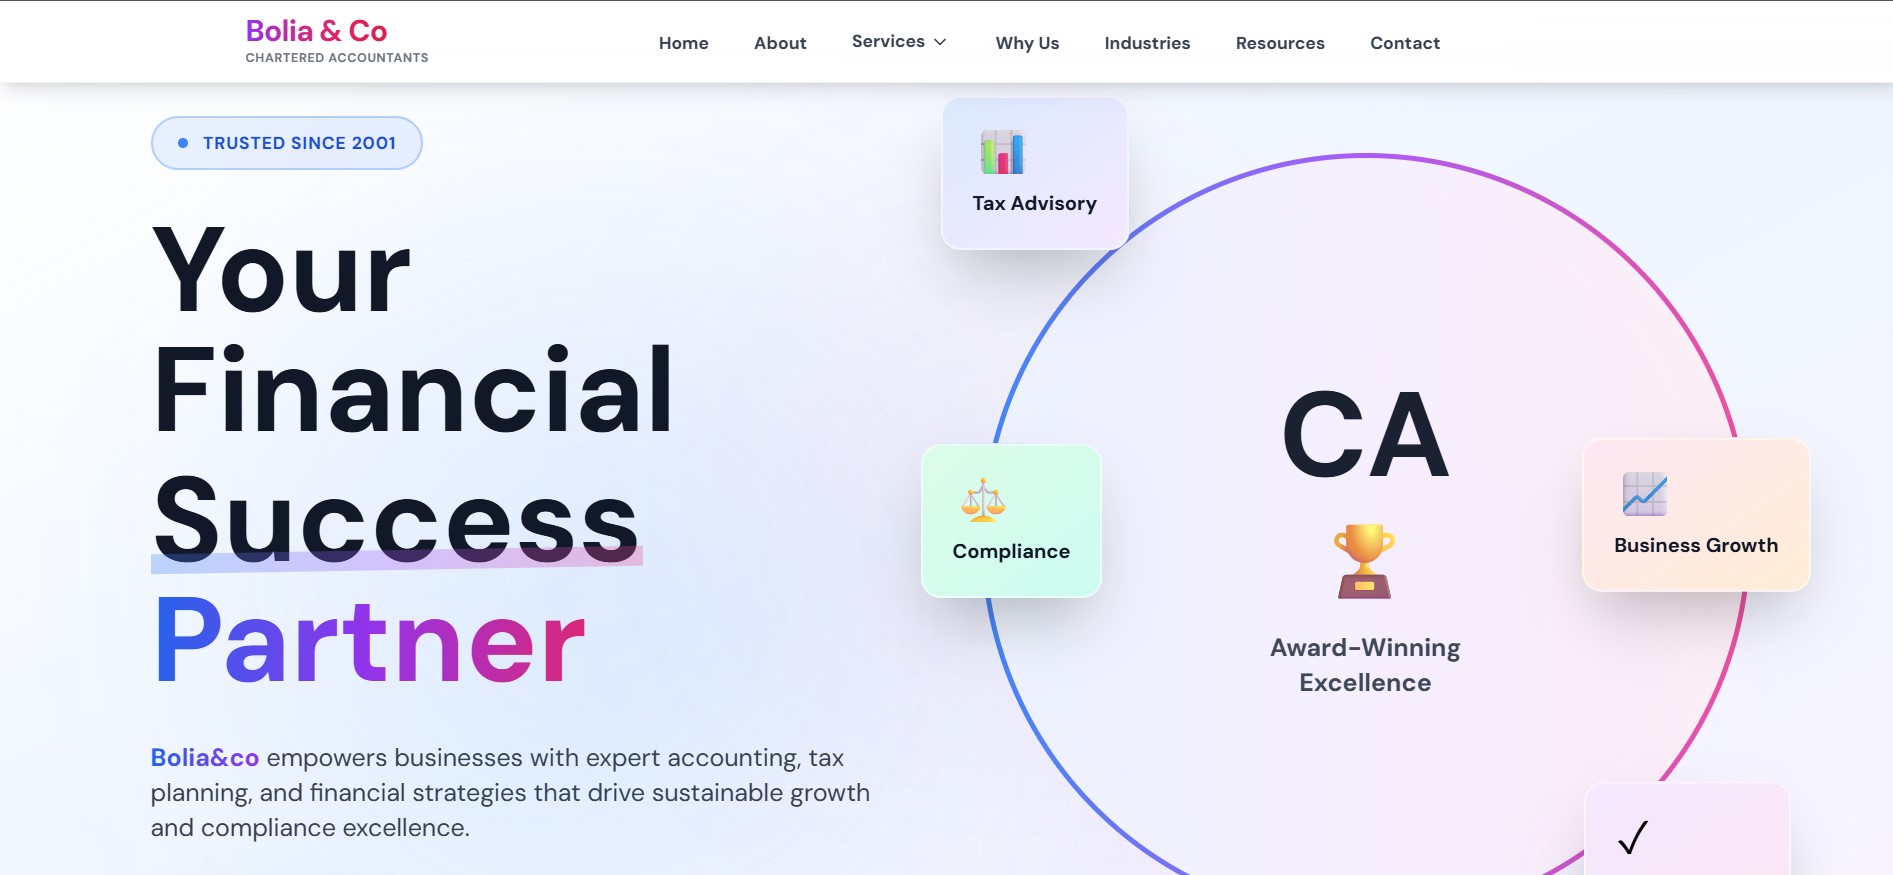 Bolia & Co
CHARTERED ACCOUNTANTS
Home
About
Services
Why Us
Industries
Resources
Contact
TRUSTED SINCE 2001
Your
Financial
Success
Partner
Bolia&co empowers businesses with expert accounting, tax
planning, and financial strategies that drive sustainable growth
and compliance excellence.
Tax Advisory
Compliance
CA
Award-Winning
Excellence
Business Growth